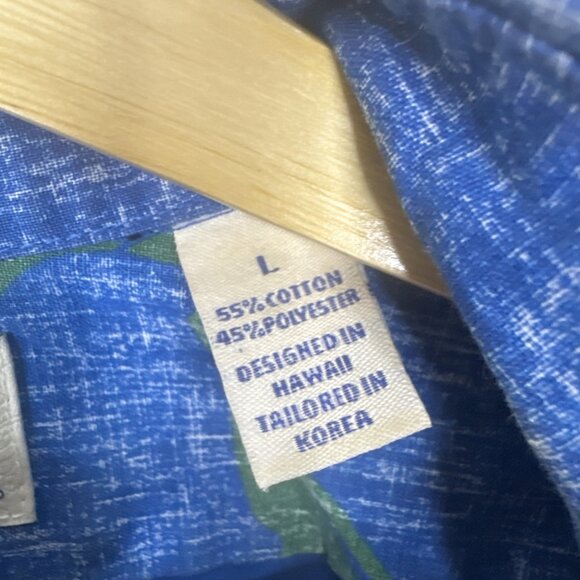 L
55% COTTON
45% POLYESTER
DESIGNED IN
HAWAII
TAILORED IN
KOREA